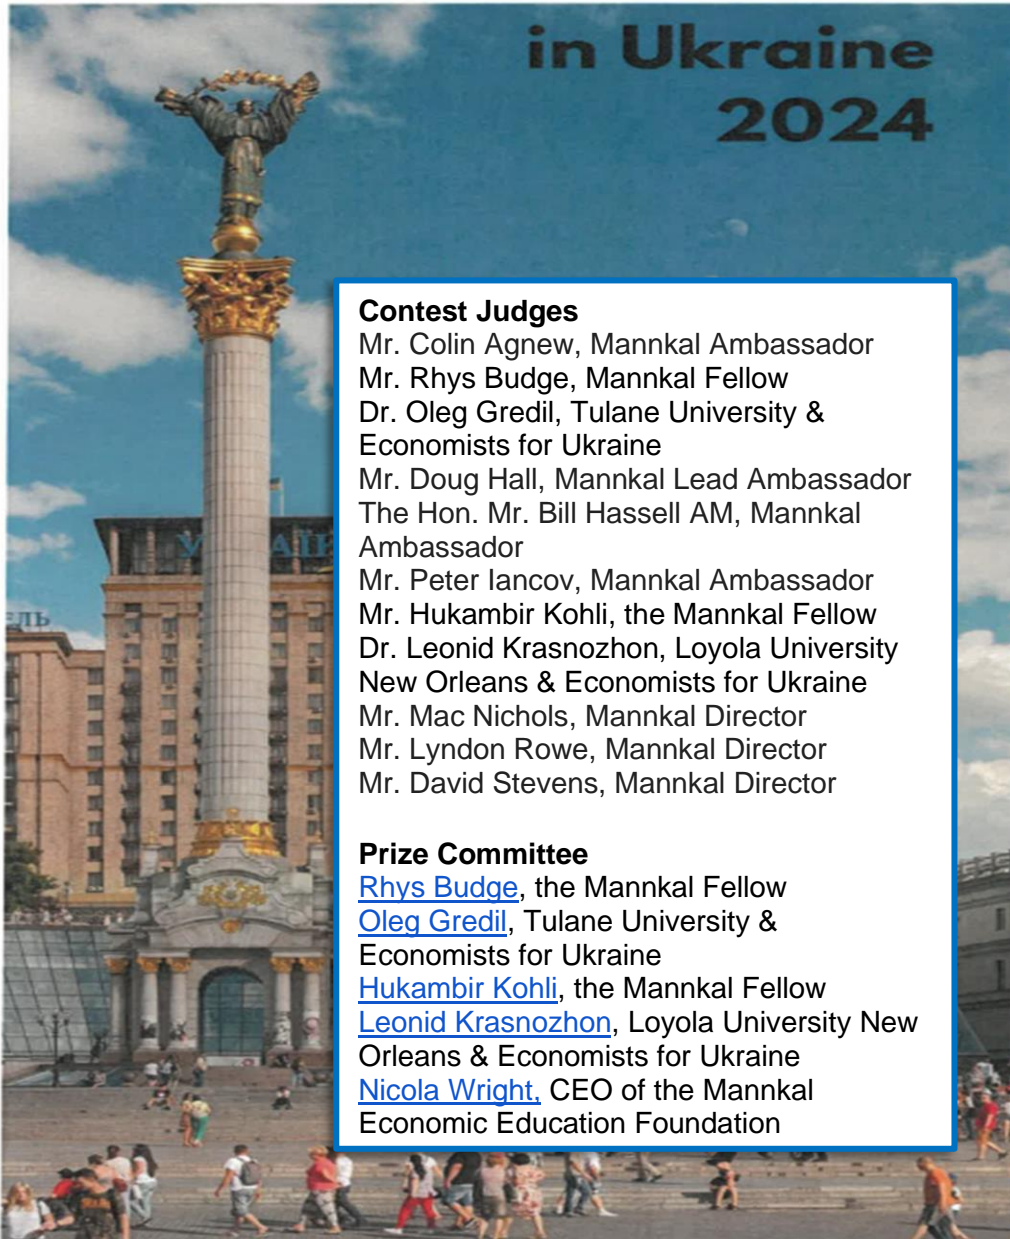 in Ukraine
2024
Contest Judges
Mr. Colin Agnew, Mannkal Ambassador
Mr. Rhys Budge, Mannkal Fellow
Dr. Oleg Gredil, Tulane University &
Economists for Ukraine
Mr. Doug Hall, Mannkal Lead Ambassador
The Hon. Mr. Bill Hassell AM, Mannkal
Ambassador
Mr. Peter Iancov, Mannkal Ambassador
Mr. Hukambir Kohli, the Mannkal Fellow
Dr. Leonid Krasnozhon, Loyola University
New Orleans & Economists for Ukraine
Mr. Mac Nichols, Mannkal Director
Mr. Lyndon Rowe, Mannkal Director
Mr. David Stevens, Mannkal Director
Prize Committee
Rhys Budge, the Mannkal Fellow
Oleg Gredil, Tulane University &
Economists for Ukraine
Hukambir Kohli, the Mannkal Fellow
Leonid Krasnozhon, Loyola University New
Orleans & Economists for Ukraine
Nicola Wright, CEO of the Mannkal
Economic Education Foundation